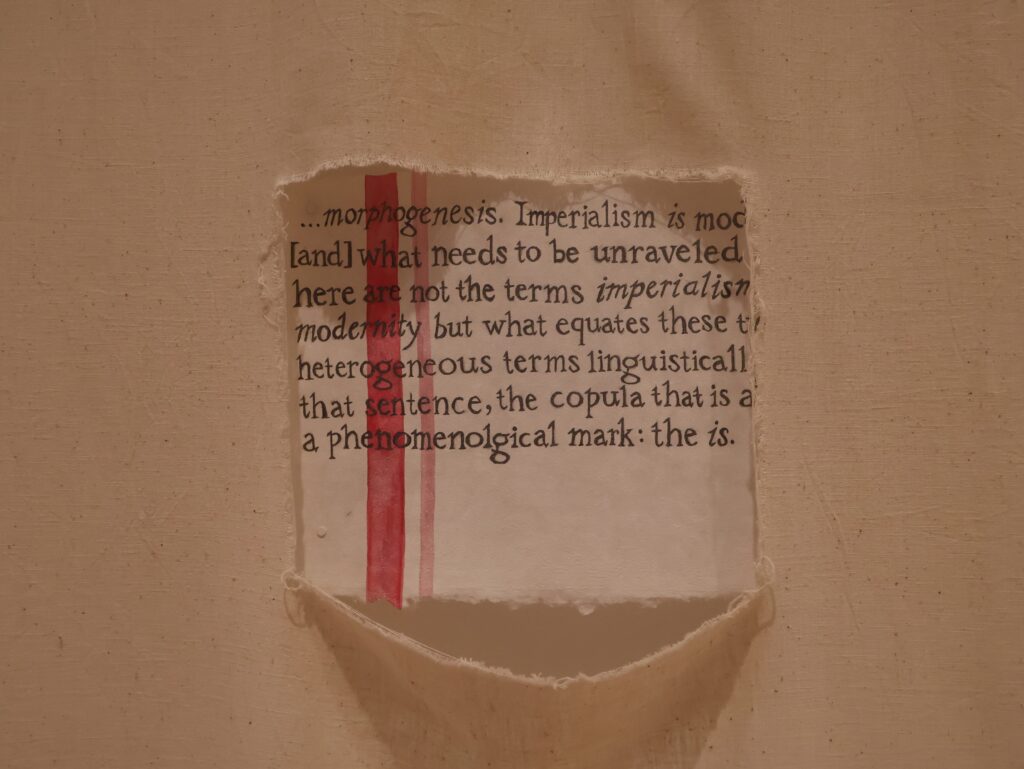 ...morphogenesis. Imperialism is mod
[and] what needs to be unraveled
here are not the terms imperialism
modernity but what equates these
heterogeneous terms linguisticall
that sentence, the copula that is a
a phenomenolgical mark: the is.